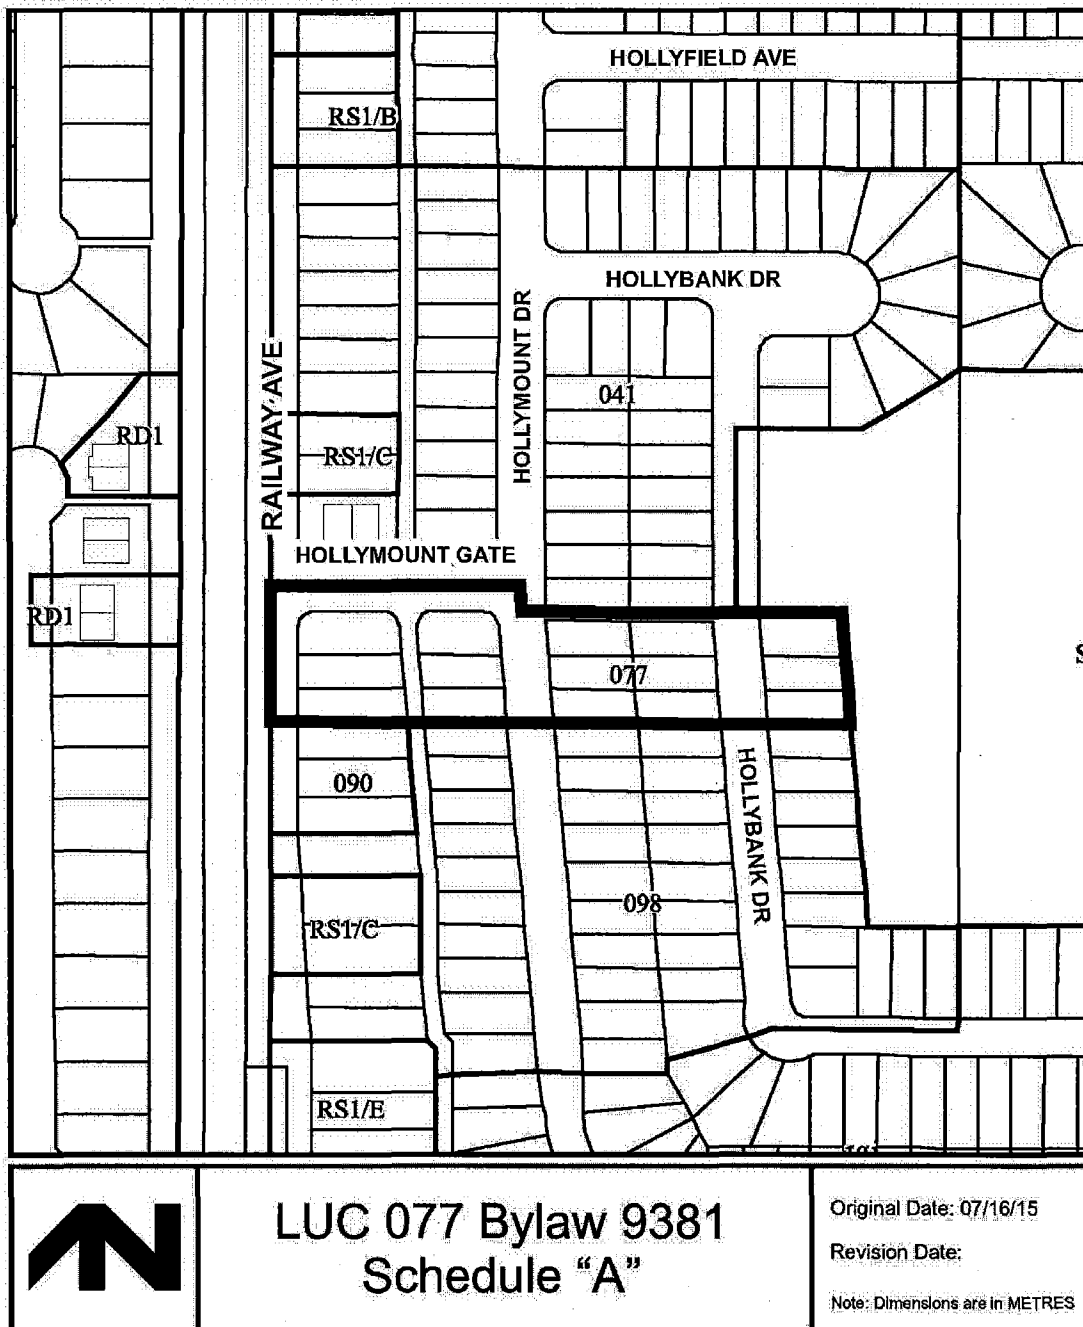 HOLLYFIELD AVE
RS1/B
HOLLYBANK DR
HOLLYMOUNT DR
RAILWAY AVE
041
RD1
RS1/C
HOLLYMOUNT GATE
RD1
077
S
090
HOLLYBANK DR
098
RS1/C
RS1/E
LUC 077 Bylaw 9381
Schedule “A”
Original Date: 07/16/15
Revision Date:
Note: Dimensions are in METRES